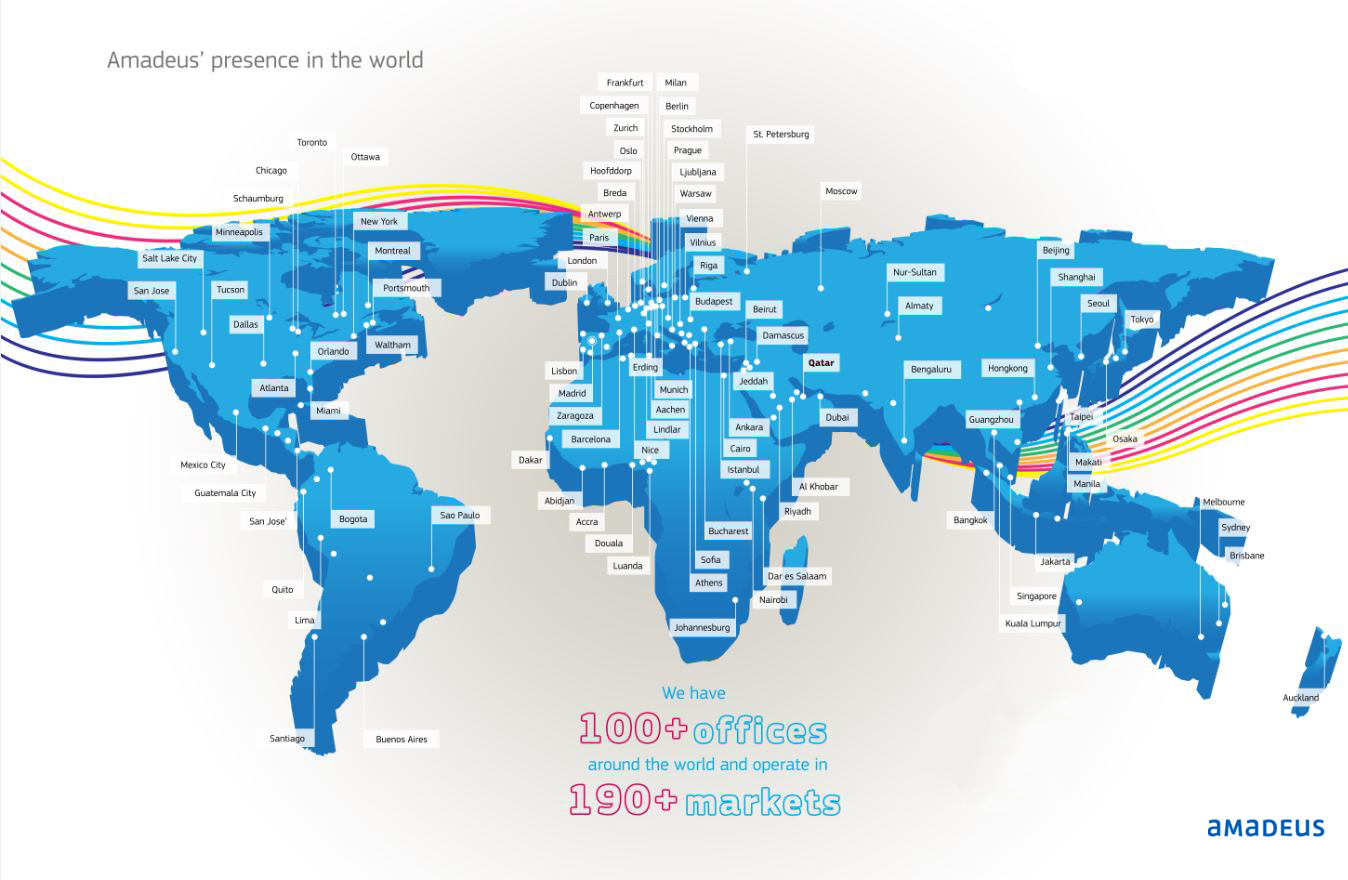 Amadeus' presence in the world
Frankfurt
Milan
Copenhagen
Berlin
Zurich
Stockholm
St. Petersburg
Toronto
Oslo
Prague
Ottawa
Chicago
Hoofddorp
Ljubljana
Schaumburg
Breda
Warsaw
Moscow
Antwerp
Vienna
New York
Minneapolis
Paris
Vilnius
Montreal
Beijing
Salt Lake City
London
Riga
Nur-Sultan
Shanghai
San Jose
Tucson
Portsmouth
Dublin
Budapest
Beirut
Almaty
Seoul
Dallas
Tokyo
Damascus
Orlando
Waltham
Qatar
Lisbon
Erding
Bengaluru
Hongkong
Atlanta
Madrid
Munich
Jeddah
Miami
Zaragoza
Aachen
Dubai
Guangzhou
Taipei
Barcelona
Lindlar
Ankara
Osaka
Nice
Cairo
Mexico City
Dakar
Istanbul
Makati
Manila
Guatemala City
Abidjan
Al Khobar
Melbourne
San Jose'
Bogota
Sao Paulo
Accra
Riyadh
Bangkok
Sydney
Bucharest
Douala
Brisbane
Luanda
Sofia
Jakarta
Quito
Athens
Dar es Salaam
Singapore
Nairobi
Lima
Johannesburg
Kuala Lumpur
Auckland
Santiago
Buenos Aires
We have
100+ offices
around the world and operate in
190+ markets
amadeus